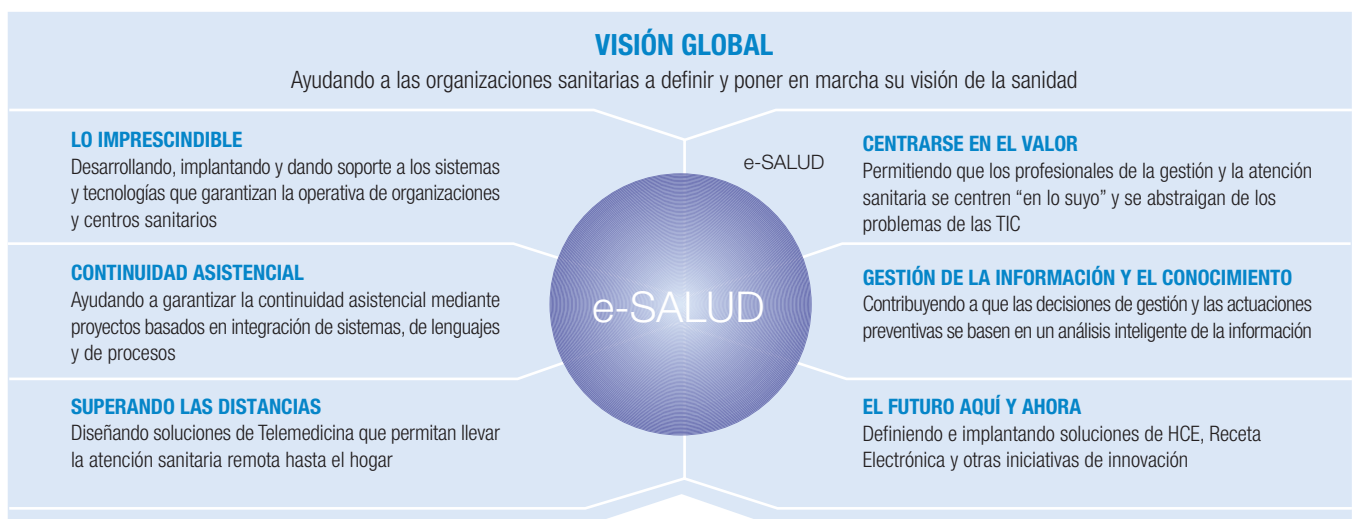 VISIÓN GLOBAL
Ayudando a las organizaciones sanitarias a definir y poner en marcha su visión de la sanidad
LO IMPRESCINDIBLE
Desarrollando, implantando y dando soporte a los sistemas
y tecnologías que garantizan la operativa de organizaciones
y centros sanitarios
CONTINUIDAD ASISTENCIAL
Ayudando a garantizar la continuidad asistencial mediante
proyectos basados en integración de sistemas, de lenguajes
y de procesos
SUPERANDO LAS DISTANCIAS
Diseñando soluciones de Telemedicina que permitan llevar
la atención sanitaria remota hasta el hogar
e-SALUD
e-SALUD
CENTRARSE EN EL VALOR
Permitiendo que los profesionales de la gestión y la atención
sanitaria se centren “en lo suyo” y se abstraigan de los
problemas de las TIC
GESTIÓN DE LA INFORMACIÓN Y EL CONOCIMIENTO
Contribuyendo a que las decisiones de gestión y las actuaciones
preventivas se basen en un análisis inteligente de la información
EL FUTURO AQUÍ Y AHORA
Definiendo e implantando soluciones de HCE, Receta
Electrónica y otras iniciativas de innovación